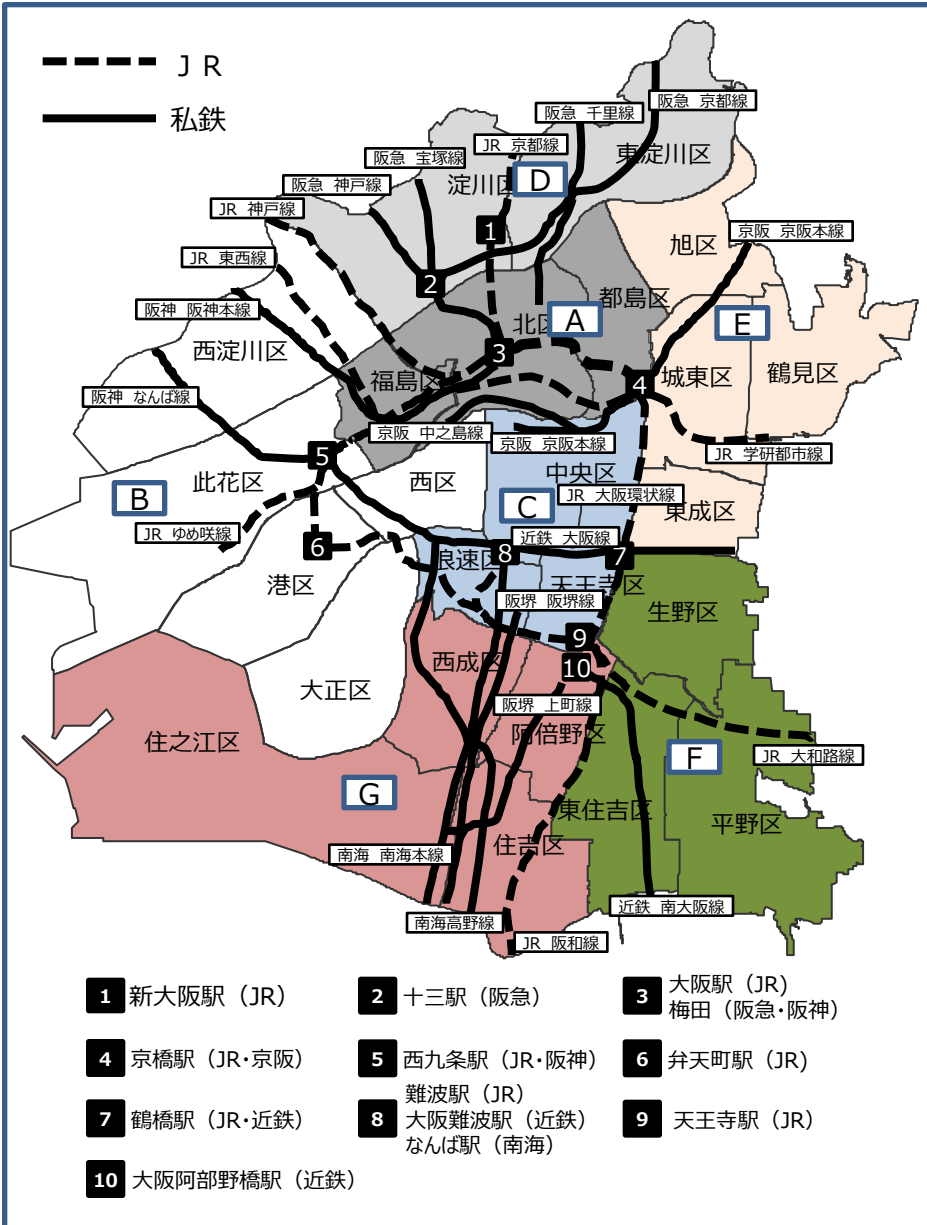 JR
私鉄
阪急 京都線
阪急 千里線
JR 京都線
東淀川区
阪急 宝塚線
淀川区
D
阪急 神戸線
JR 神戸線
1
京阪 京阪本線
旭区
JR 東西線
2
都島区
阪神 阪神本線
北区
A
E
西淀川区
3
城東区
鶴見区
福島区
4
阪神 なんば線
京阪 中之島線
京阪 京阪本線
JR 学研都市線
5
西区
中央区
此花区
B
JR 大阪環状線
東成区
C
JR ゆめ咲線
近鉄 大阪線
6
浪速区
8
7
港区
天王寺区
生野区
阪堺 阪堺線
9
西成区
10
大正区
阪堺 上町線
阿倍野区
住之江区
F
JR 大和路線
G
東住吉区
平野区
住吉区
南海 南海本線
近鉄 南大阪線
南海高野線
JR 阪和線
1 新大阪駅（JR）
2 十三駅（阪急）
3 大阪駅（JR）
梅田（阪急・阪神）
4 京橋駅（JR・京阪）
5 西九条駅（JR・阪神）
6 弁天町駅（JR）
7 鶴橋駅（JR・近鉄）
8 難波駅（JR）
大阪難波駅（近鉄）
なんば駅（南海）
9 天王寺駅（JR）
10 大阪阿部野橋駅（近鉄）